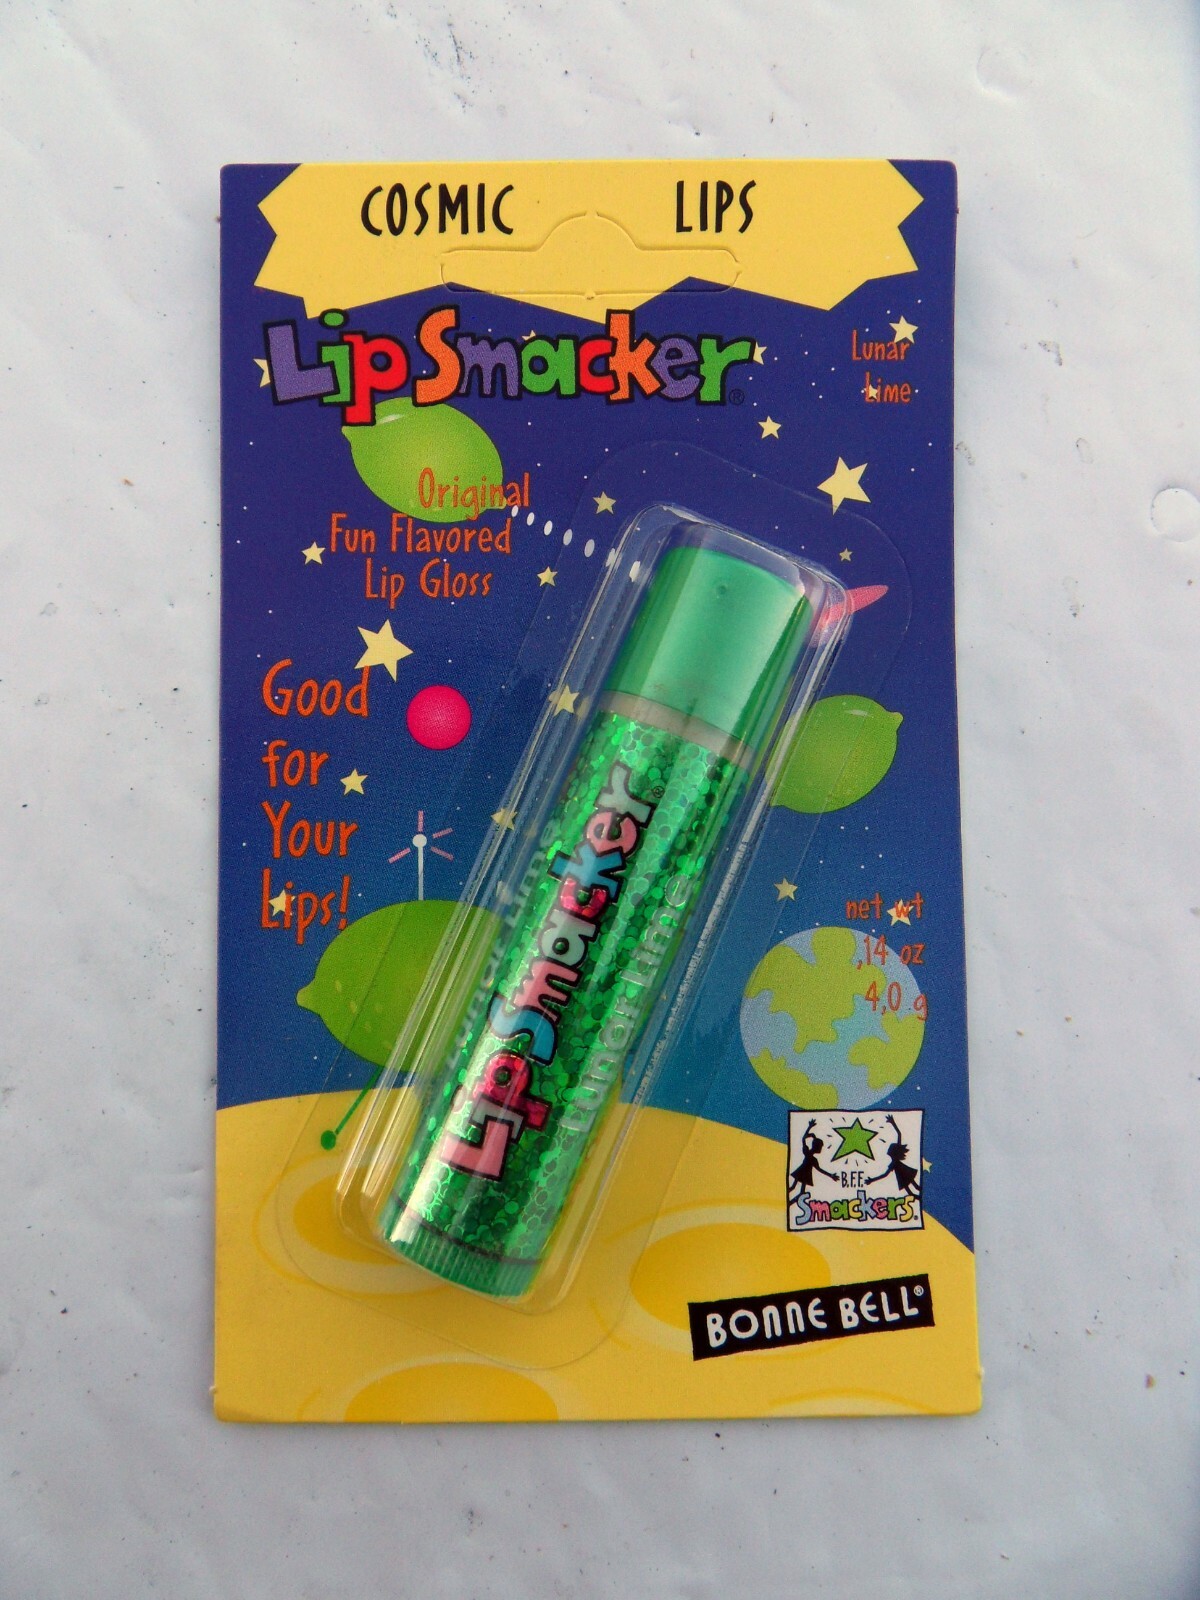 COSMIC LIPS
Lip Smacker®
Lunar
Lime
Original
Fun Flavored
Lip Gloss
Good
for
Your
Lips!
Lip Smacker®
Lunar Lime
net wt
,14 oz
4,0 g
B.F.F.
Smackers®
BONNE BELL®